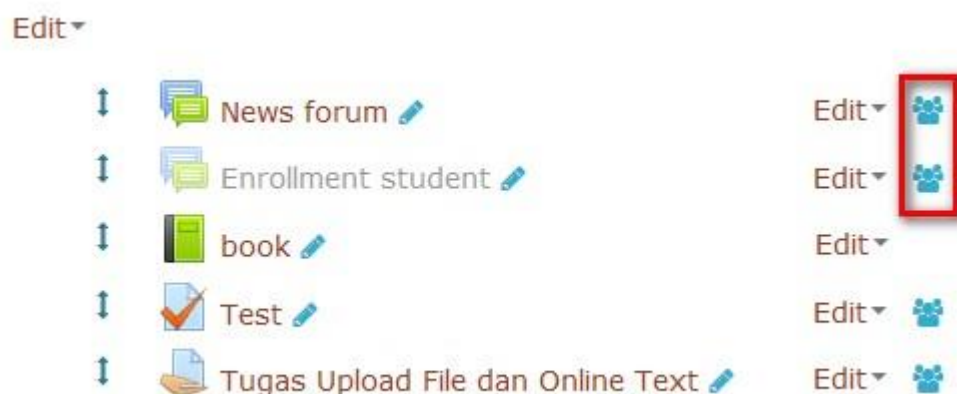 Edit
News forum Edit
Enrollment student Edit
book Edit
Test Edit
Tugas Upload File dan Online Text Edit